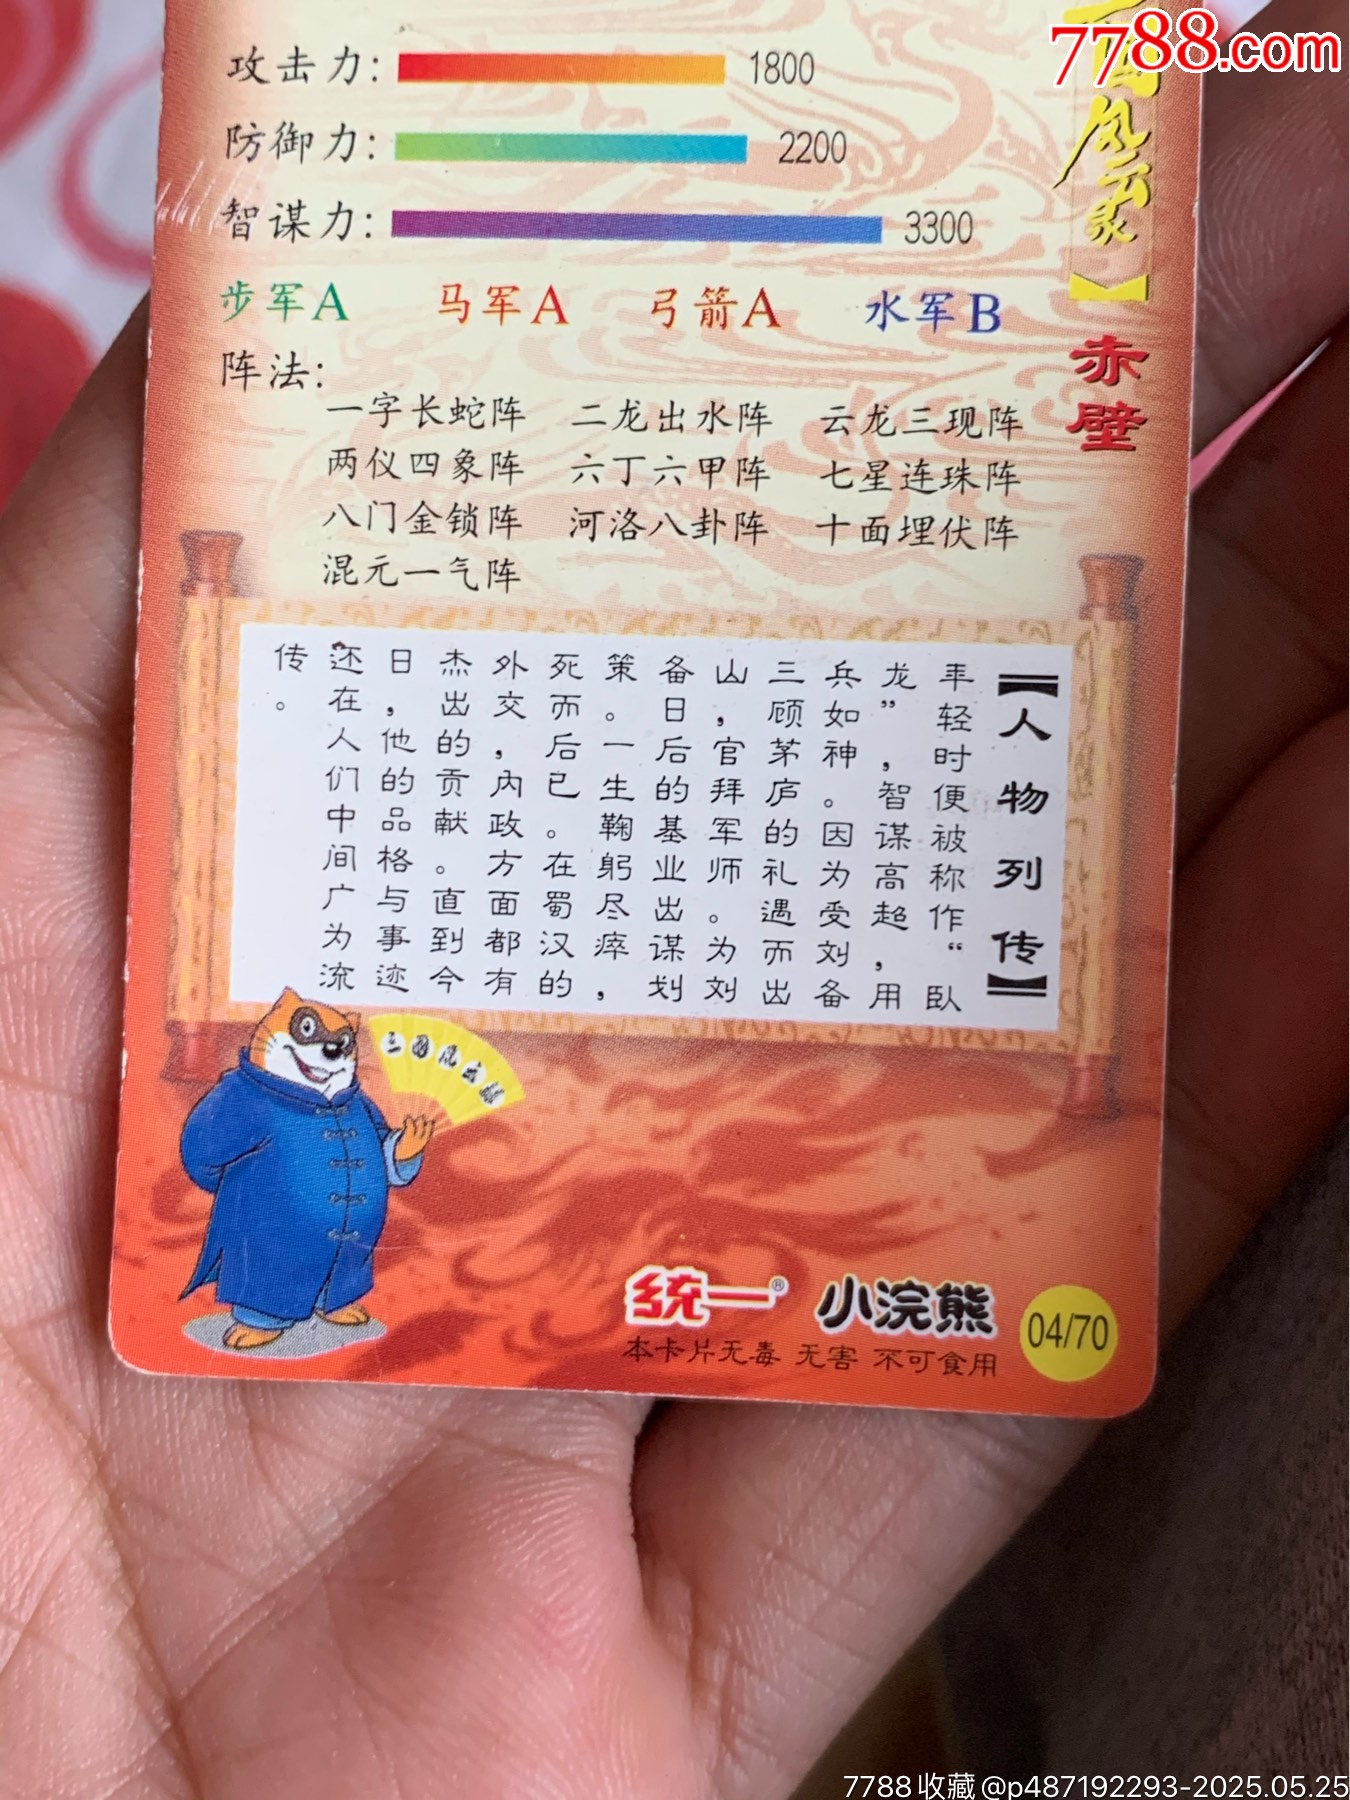 7788.com
攻击力: 1800
防御力: 2200
智谋力: 3300
步军A 马军A 弓箭A 水军B
阵法:
一字长蛇阵 二龙出水阵 云龙三现阵
两仪四象阵 六丁六甲阵 七星连珠阵
八门金锁阵 河洛八卦阵 十面埋伏阵
混元一气阵
国风云录】赤壁
【人物列传】
年轻时便被称作“臥
龙”，智谋高超，用
兵如神。因为受刘备
三顾茅庐的礼遇而出
山，官拜军师。为刘
备日后的基业出谋划
策。一生鞠躬尽瘁，
死而后已。在蜀汉的
外交，内政方面都有
杰出的贡献。直到今
日，他的品格与事迹
还在人们中间广为流
传。
三国风云录
统一® 小浣熊
04/70
本卡片无毒 无害 不可食用
7788收藏@p487192293-2025.05.25